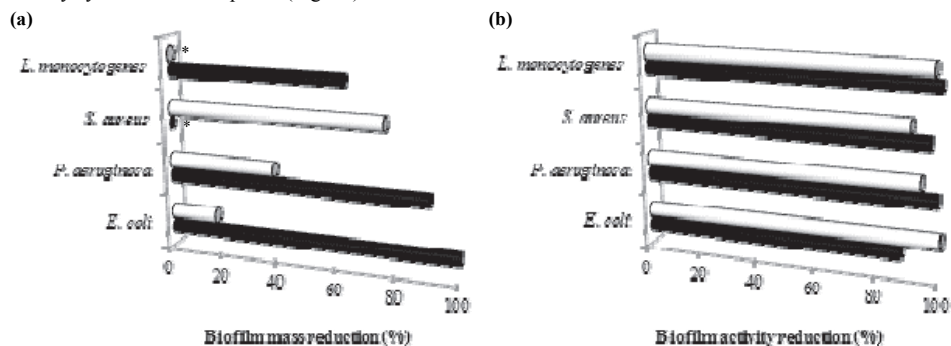 (a)
(b)
L. monocytogenes
S. aureus
P. aeruginosa
E. coli
*
*
0 20 40 60 80 100
Biofilm mass reduction (%)
L. monocytogenes
S. aureus
P. aeruginosa
E. coli
0 20 40 60 80 100
Biofilm activity reduction (%)